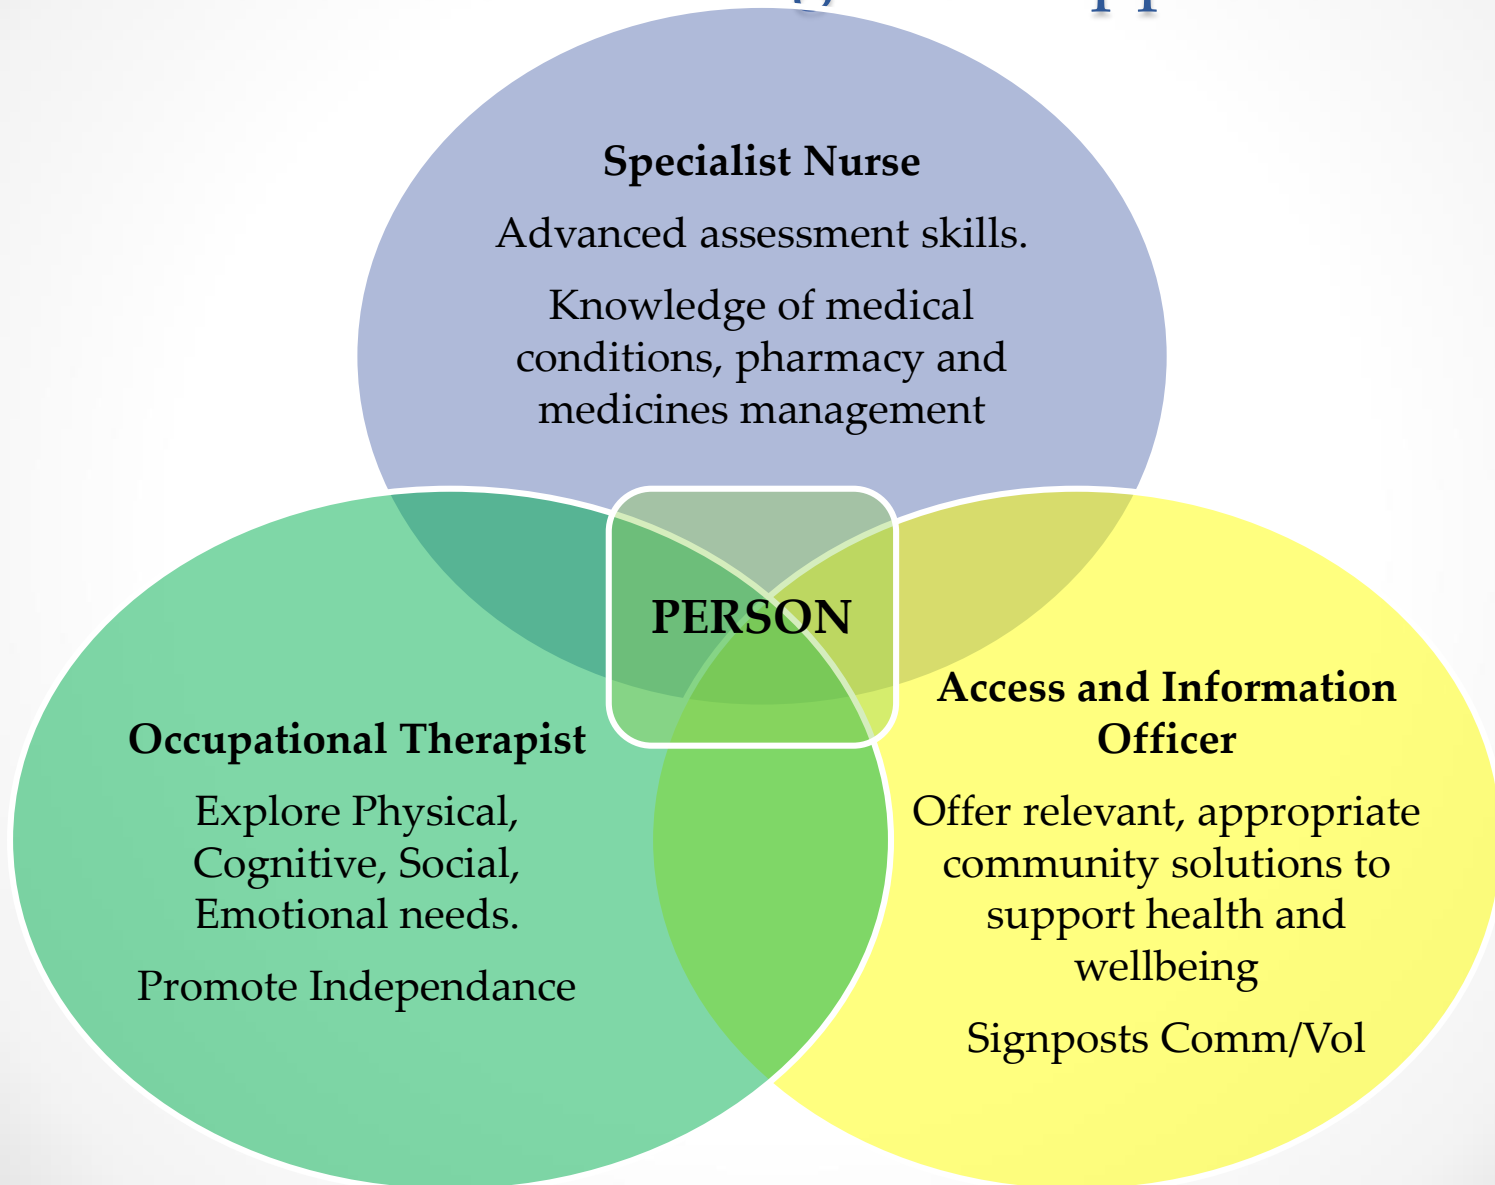 Specialist Nurse
Advanced assessment skills.
Knowledge of medical
conditions, pharmacy and
medicines management
PERSON
Occupational Therapist
Explore Physical,
Cognitive, Social,
Emotional needs.
Promote Independance
Access and Information
Officer
Offer relevant, appropriate
community solutions to
support health and
wellbeing
Signposts Comm/Vol